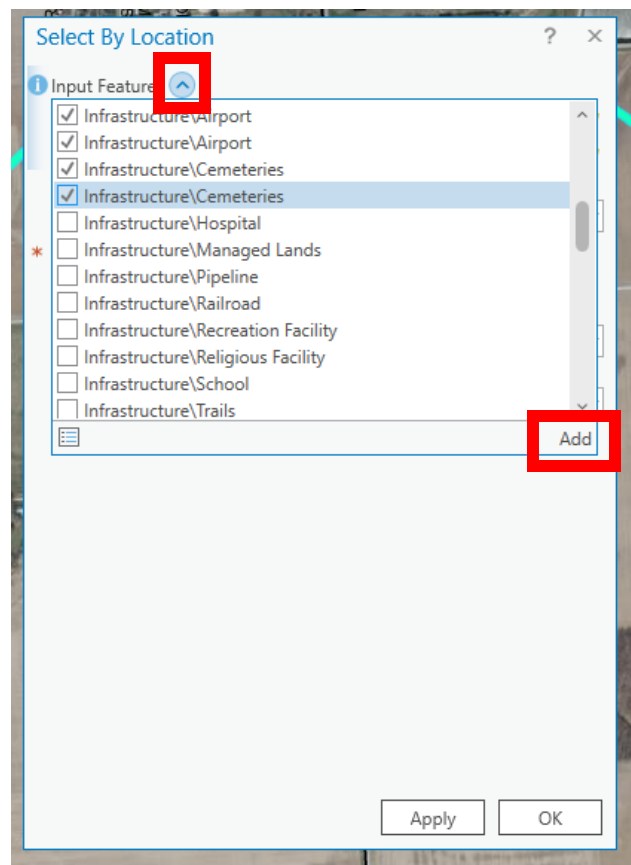 Select By Location ? ×
Input Feature
Infrastructure\Airport
Infrastructure\Airport
Infrastructure\Cemeteries
Infrastructure\Cemeteries
Infrastructure\Hospital
* Infrastructure\Managed Lands
Infrastructure\Pipeline
Infrastructure\Railroad
Infrastructure\Recreation Facility
Infrastructure\Religious Facility
Infrastructure\School
Infrastructure\Trails
Add
Apply OK